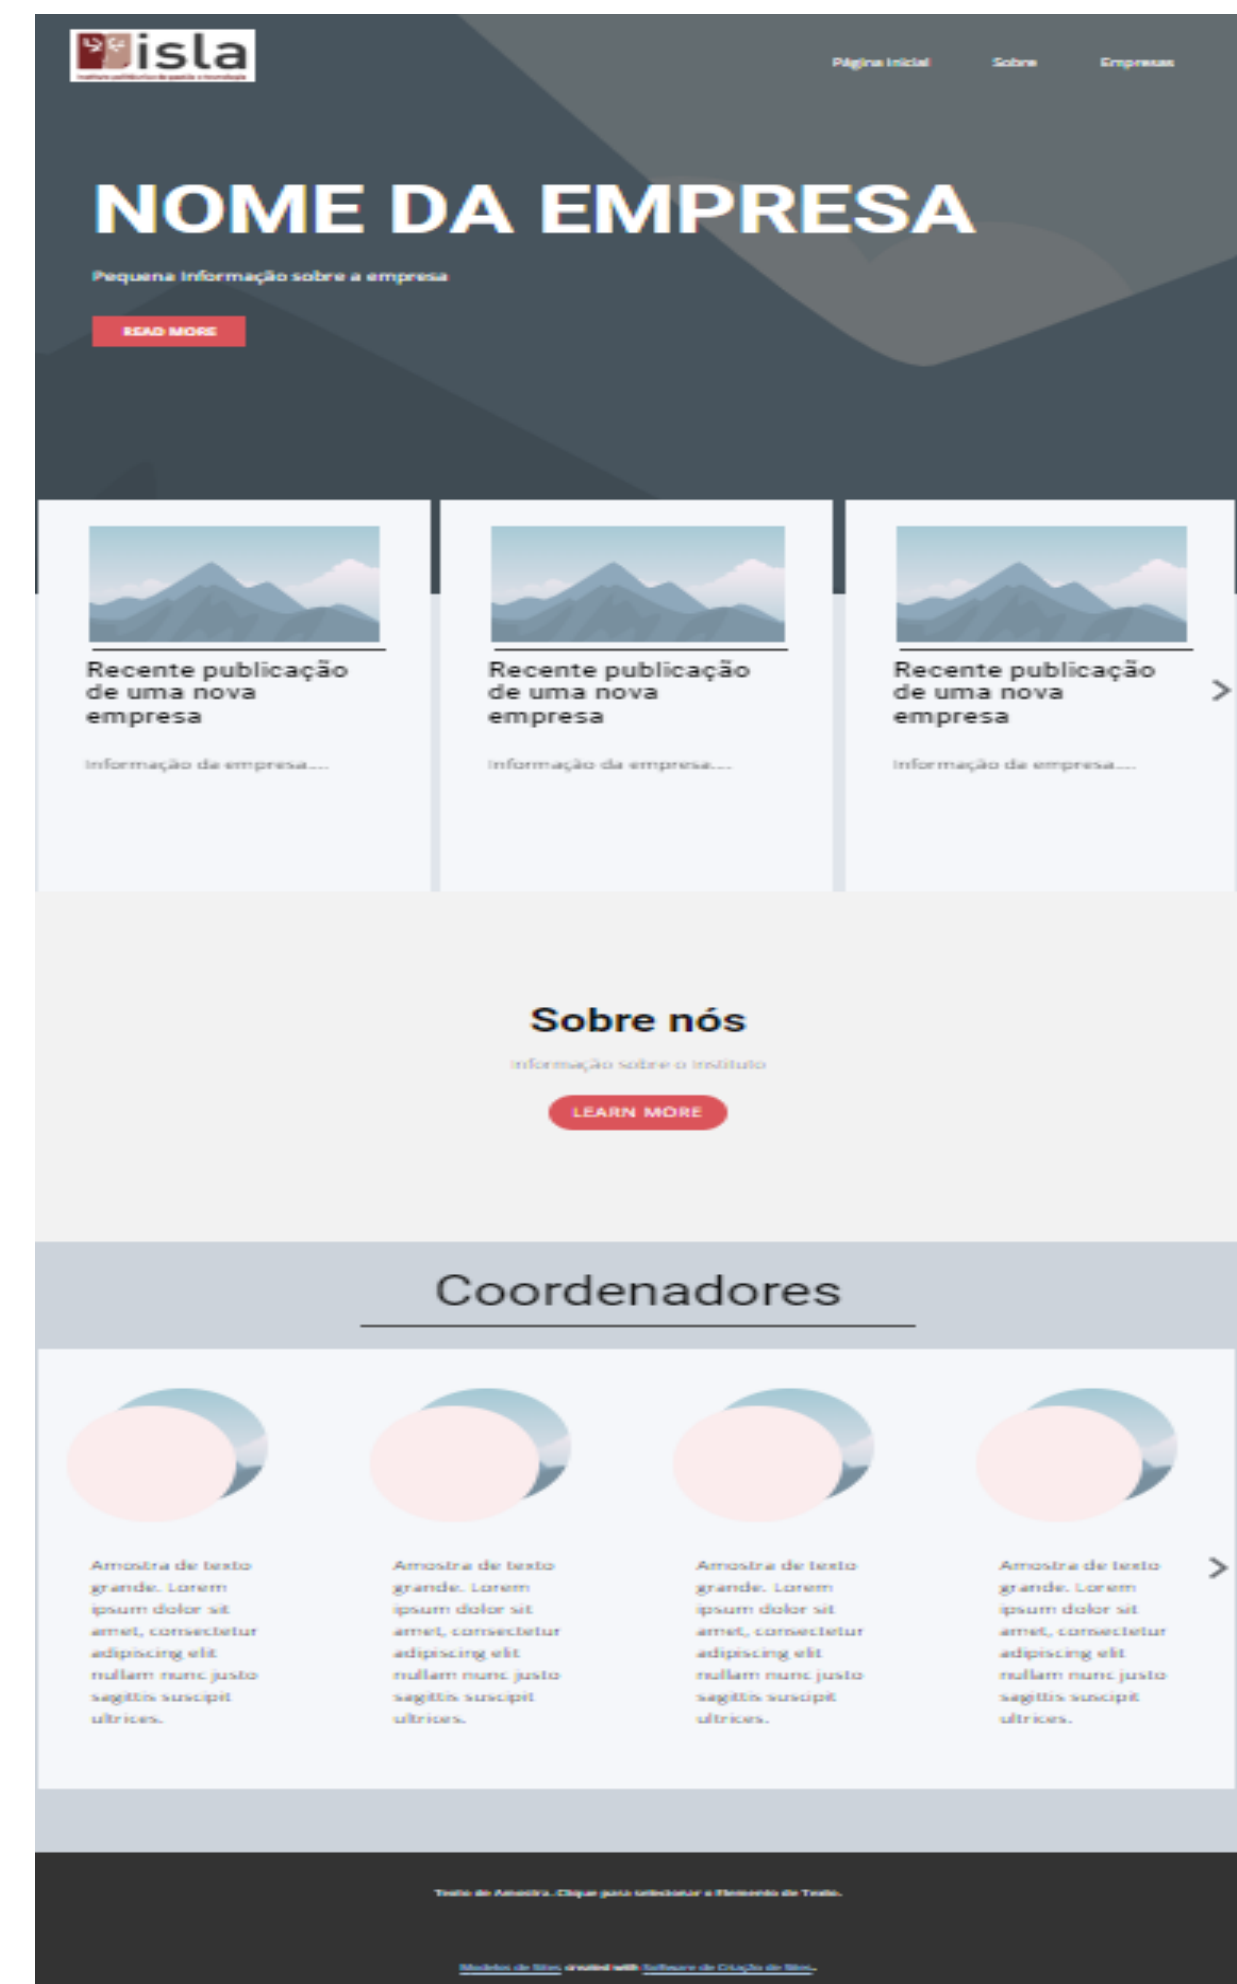 isla
Instituto politécnico de gestão e tecnologia
Página Inicial Sobre Empresas
NOME DA EMPRESA
Pequena Informação sobre a empresa
READ MORE
Recente publicação
de uma nova
empresa
Informação da empresa....
Recente publicação
de uma nova
empresa
Informação da empresa....
Recente publicação
de uma nova
empresa
Informação da empresa....
>
Sobre nós
Informação sobre o Instituto
LEARN MORE
Coordenadores
Amostra de texto
grande. Lorem
ipsum dolor sit
amet, consectetur
adipiscing elit
nullam nunc justo
sagittis suscipit
ultrices.
Amostra de texto
grande. Lorem
ipsum dolor sit
amet, consectetur
adipiscing elit
nullam nunc justo
sagittis suscipit
ultrices.
Amostra de texto
grande. Lorem
ipsum dolor sit
amet, consectetur
adipiscing elit
nullam nunc justo
sagittis suscipit
ultrices.
Amostra de texto
grande. Lorem
ipsum dolor sit
amet, consectetur
adipiscing elit
nullam nunc justo
sagittis suscipit
ultrices.
>
Texto de Amostra. Clique para selecionar o Elemento de Texto.
Modelos de Sites created with Software de Criação de Sites.